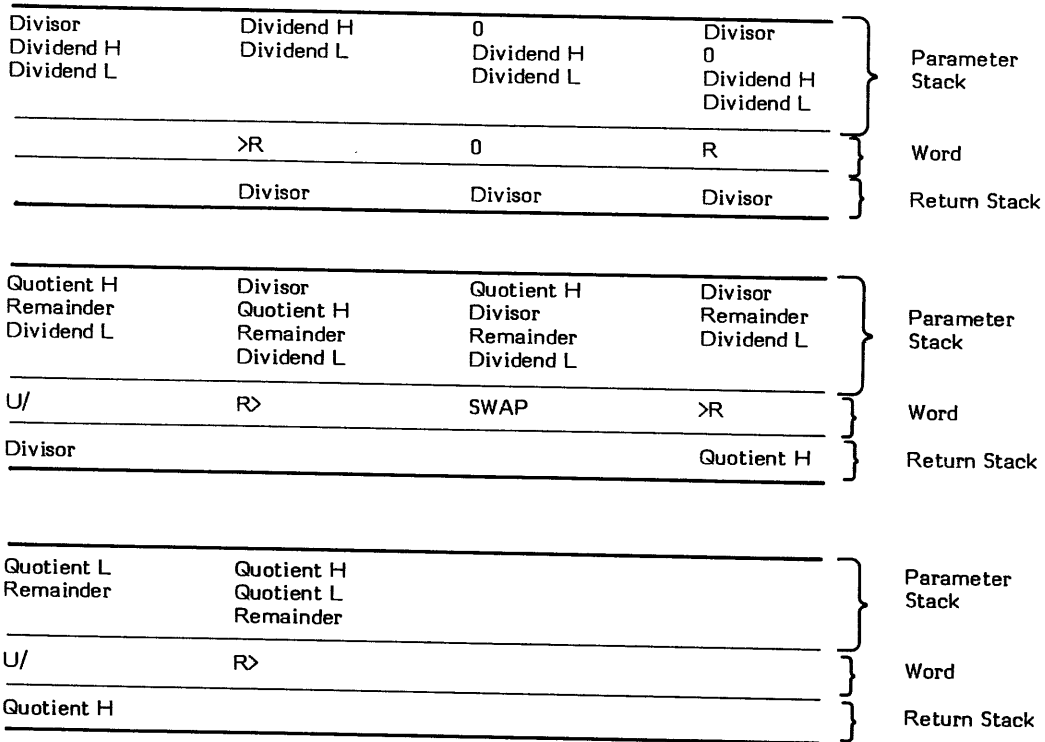 Divisor Dividend H 0 Divisor
Dividend H Dividend L Dividend H 0 Parameter
Dividend L Dividend L Dividend H Stack
Dividend L
>R 0 R Word
Divisor Divisor Divisor Return Stack
Quotient H Divisor Quotient H Divisor
Remainder Quotient H Divisor Remainder Parameter
Dividend L Remainder Remainder Dividend L Stack
Dividend L Dividend L
U/ R> SWAP >R Word
Divisor Quotient H Return Stack
Quotient L Quotient H Parameter
Remainder Quotient L Stack
Remainder
U/ R> Word
Quotient H Return Stack